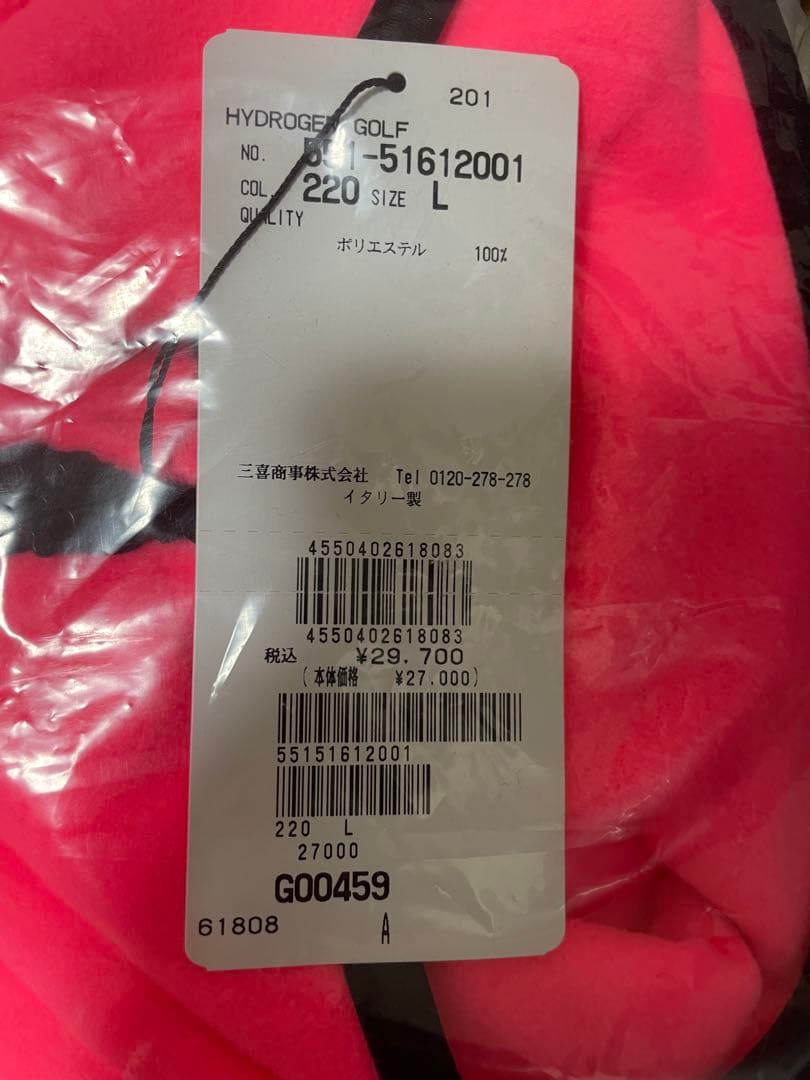 201
HYDROGEN GOLF
NO. 551-51612001
COL. 220 SIZE L
QUALITY
ポリエステル 100%
三喜商事株式会社 Tel 0120-278-278
イタリー製
4550402618083
4550402618083
税込 ¥29.700
(本体価格 ¥27.000)
55151612001
220 L
27000
G00459
61808 A